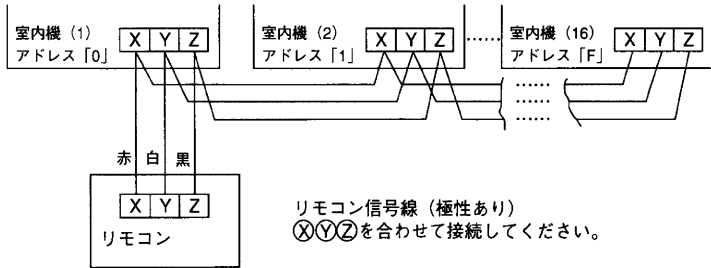 室内機（1）
アドレス「0」
X Y Z
室内機（2）
アドレス「1」
X Y Z
……
室内機（16）
アドレス「F」
X Y Z
……
……
……
赤 白 黒
X Y Z
リモコン
リモコン信号線（極性あり）
ⓍⓎⓏを合わせて接続してください。